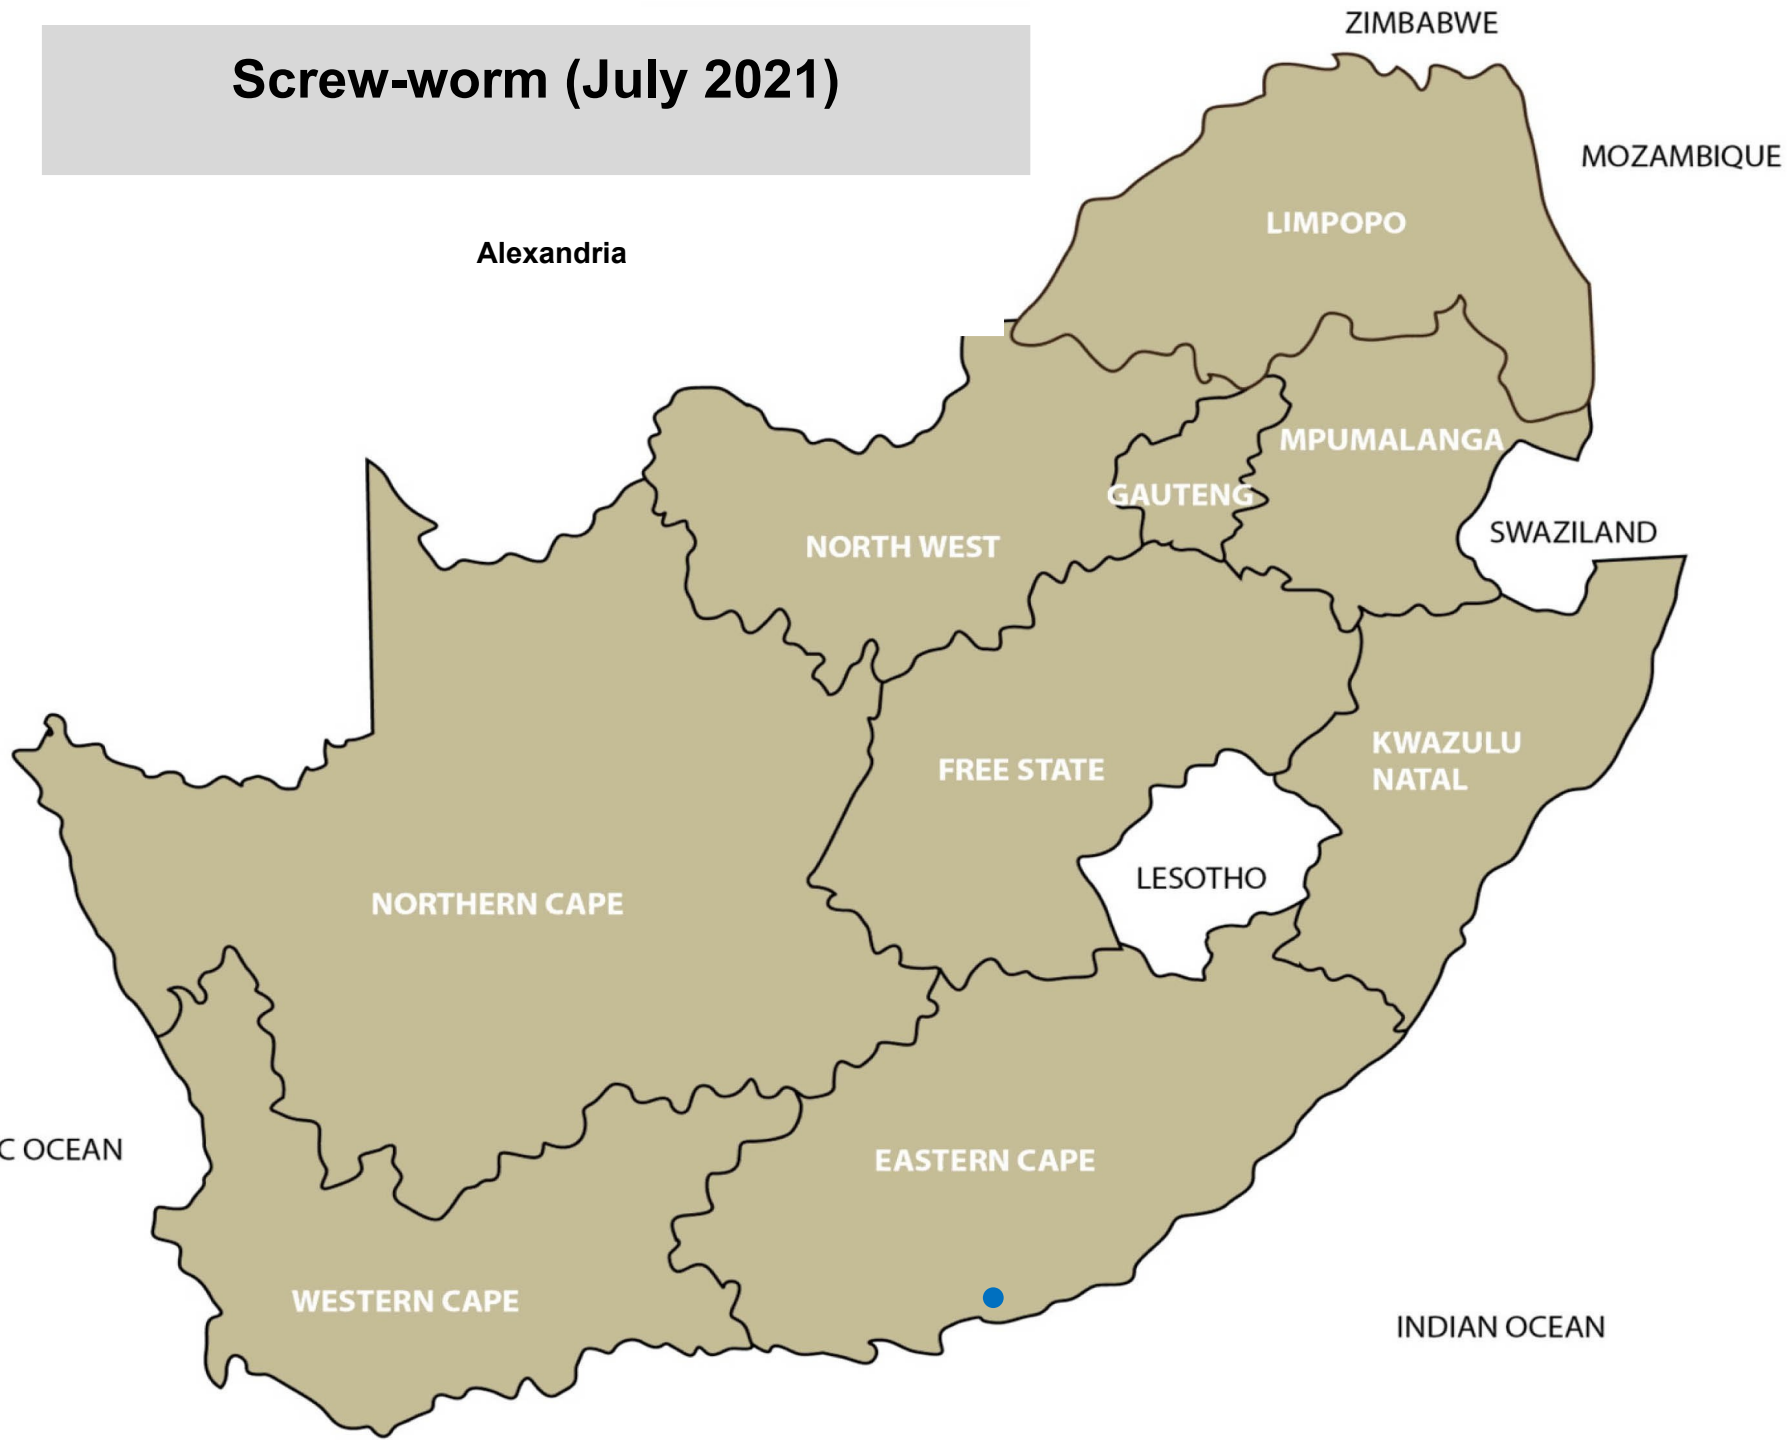 ZIMBABWE
Screw-worm (July 2021)
MOZAMBIQUE
LIMPOPO
Alexandria
MPUMALANGA
GAUTENG
SWAZILAND
NORTH WEST
KWAZULU
NATAL
FREE STATE
LESOTHO
NORTHERN CAPE
C OCEAN
EASTERN CAPE
WESTERN CAPE
INDIAN OCEAN